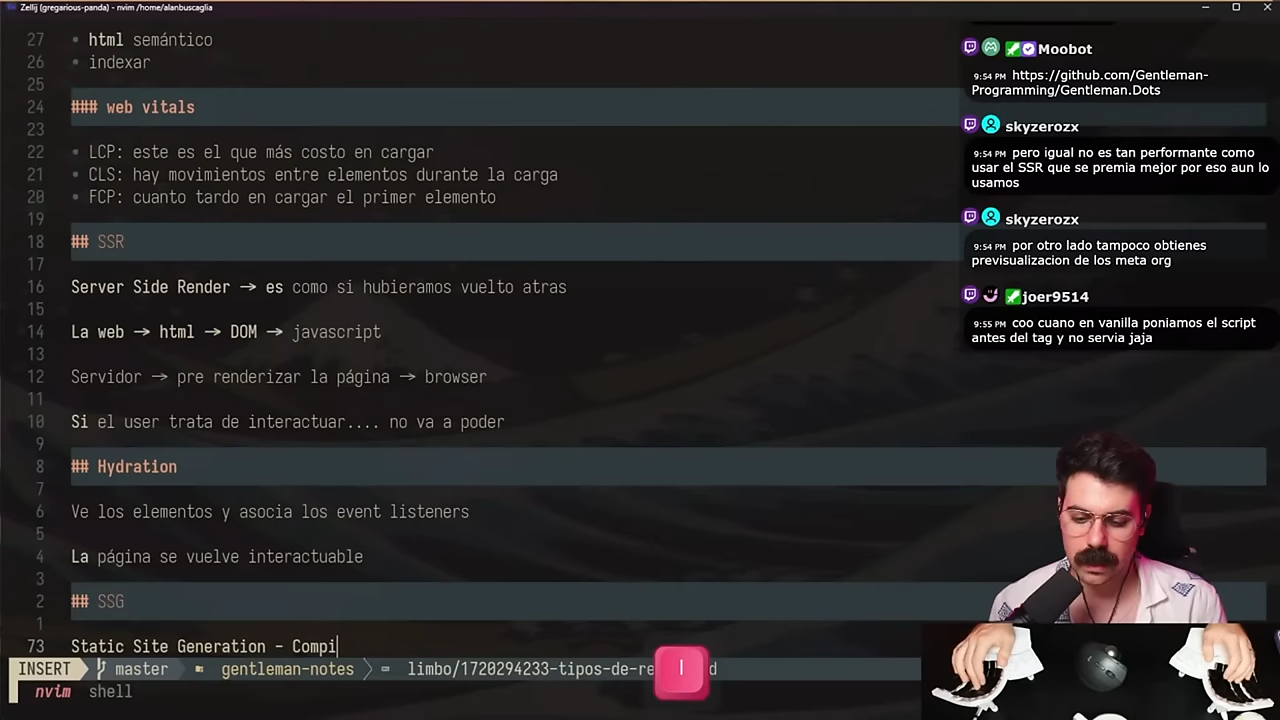 Zellij (gregarious-panda) - nvim /home/alanbuscaglia
27 • html semántico
26 • indexar
25
24 ### web vitals
23
22 • LCP: este es el que más costo en cargar
21 • CLS: hay movimientos entre elementos durante la carga
20 • FCP: cuanto tardo en cargar el primer elemento
19
18 ## SSR
17
16 Server Side Render → es como si hubieramos vuelto atras
15
14 La web → html → DOM → javascript
13
12 Servidor → pre renderizar la página → browser
11
10 Si el user trata de interactuar.... no va a poder
9
8 ## Hydration
7
6 Ve los elementos y asocia los event listeners
5
4 La página se vuelve interactuable
3
2 ## SSG
1
73 Static Site Generation - Compi
INSERT master gentleman-notes limbo/1720294233-tipos-de-re d
nvim shell
I
Moobot
9:54 PM https://github.com/Gentleman-
Programming/Gentleman.Dots
skyzerozx
9:54 PM pero igual no es tan performante como
usar el SSR que se premia mejor por eso aun lo
usamos
skyzerozx
9:54 PM por otro lado tampoco obtienes
previsualizacion de los meta org
joer9514
9:55 PM coo cuano en vanilla poniamos el script
antes del tag y no servia jaja